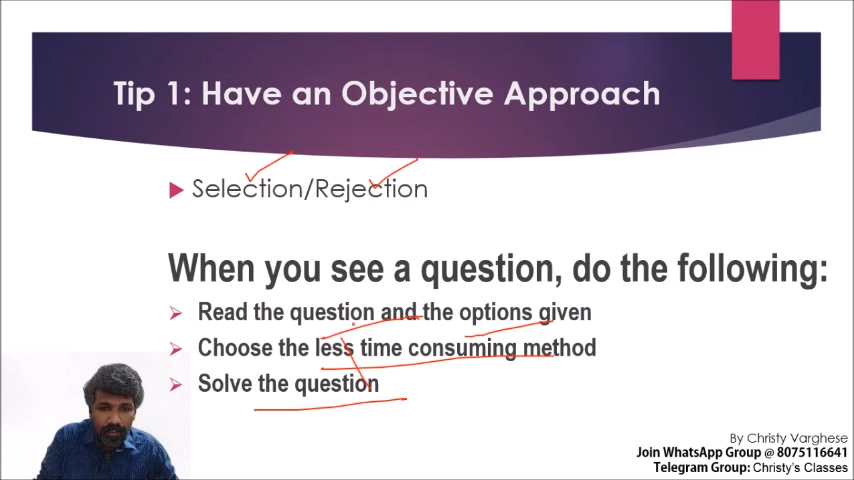 Tip 1: Have an Objective Approach
Selection/Rejection
When you see a question, do the following:
Read the question and the options given
Choose the less time consuming method
Solve the question
By Christy Varghese
Join WhatsApp Group @ 8075116641
Telegram Group: Christy's Classes